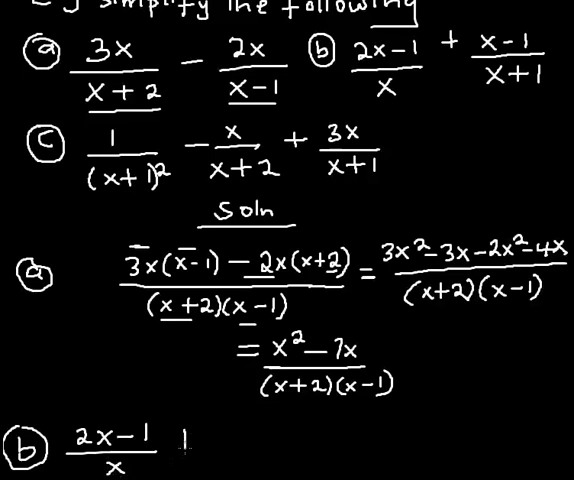 simplify the following
(a) 3x/(x+2) - 2x/(x-1) (b) (2x-1)/x + (x-1)/(x+1)
(c) 1/(x+1)² - x/(x+2) + 3x/(x+1)
Soln
(a) (3x(x-1) - 2x(x+2))/((x+2)(x-1)) = (3x²-3x-2x²-4x)/((x+2)(x-1))
= (x²-7x)/((x+2)(x-1))
(b) (2x-1)/x